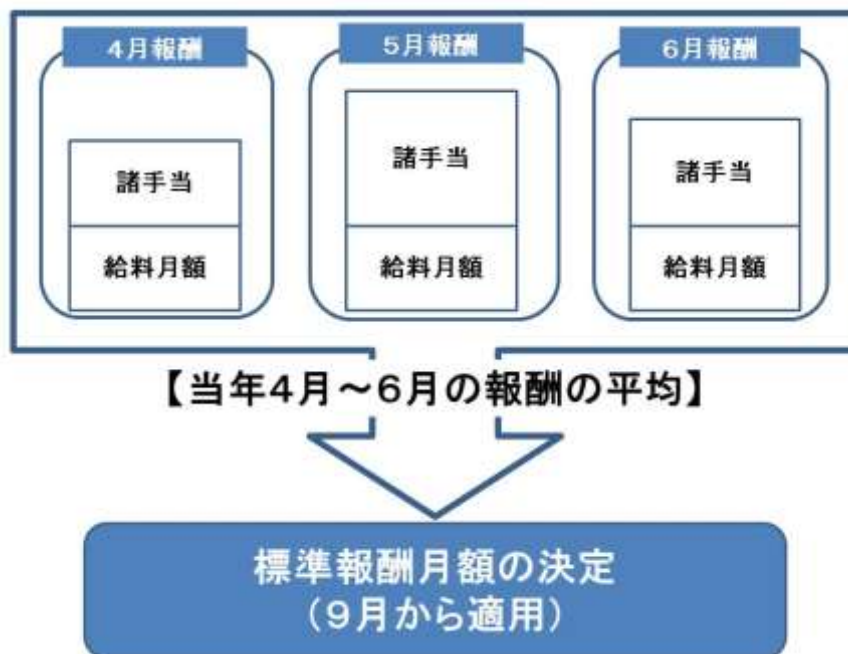 4月報酬
諸手当
給料月額
5月報酬
諸手当
給料月額
6月報酬
諸手当
給料月額
【当年4月～6月の報酬の平均】
標準報酬月額の決定
（9月から適用）